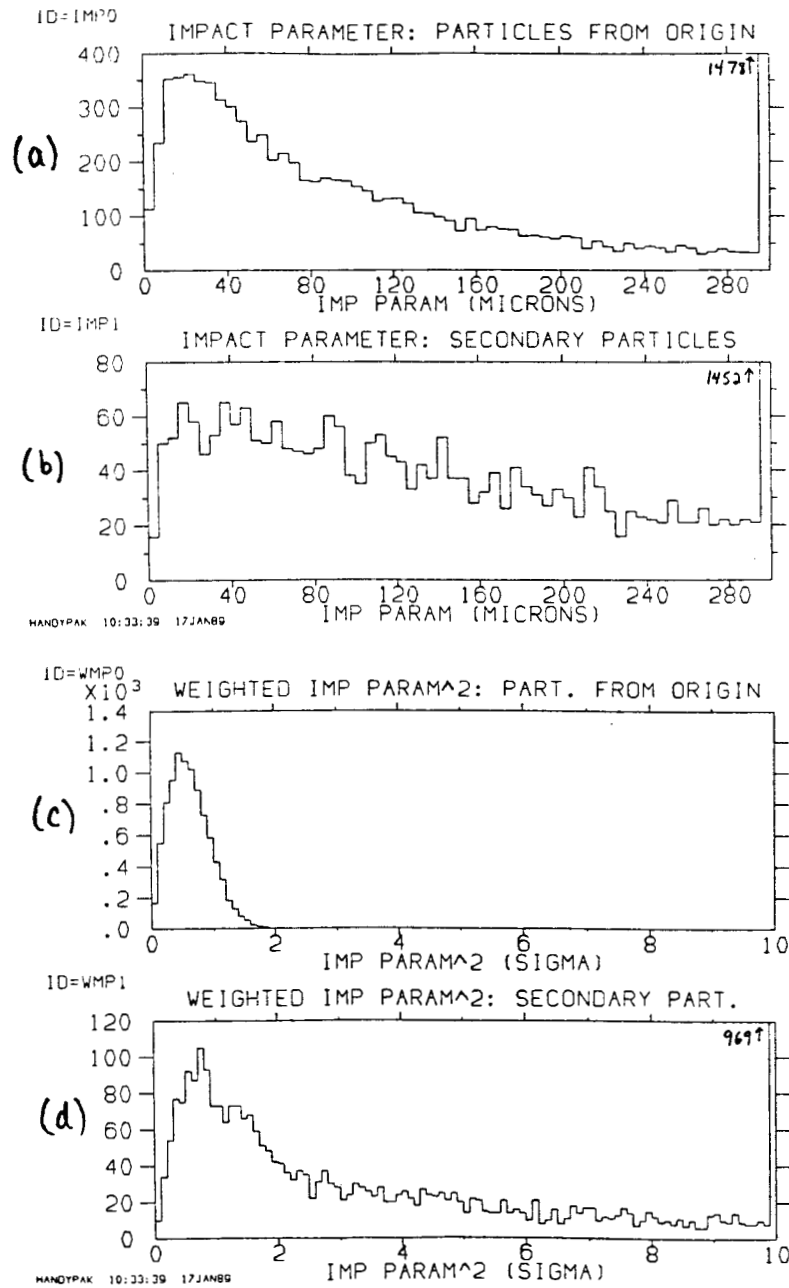 ID=IMP0
IMPACT PARAMETER: PARTICLES FROM ORIGIN
1478↑
400
300
200
100
0
(a)
0 40 80 120 160 200 240 280
IMP PARAM (MICRONS)
ID=IMP1
IMPACT PARAMETER: SECONDARY PARTICLES
1452↑
80
60
40
20
0
(b)
0 40 80 120 160 200 240 280
IMP PARAM (MICRONS)
HANDYPAK 10:33:39 17JAN89
ID=WMP0
X10³ WEIGHTED IMP PARAM^2: PART. FROM ORIGIN
1.4
1.2
1.0
.8
.6
.4
.2
.0
(c)
0 2 4 6 8 10
IMP PARAM^2 (SIGMA)
ID=WMP1
WEIGHTED IMP PARAM^2: SECONDARY PART.
969↑
120
100
80
60
40
20
0
(d)
0 2 4 6 8 10
IMP PARAM^2 (SIGMA)
HANDYPAK 10:33:39 17JAN89